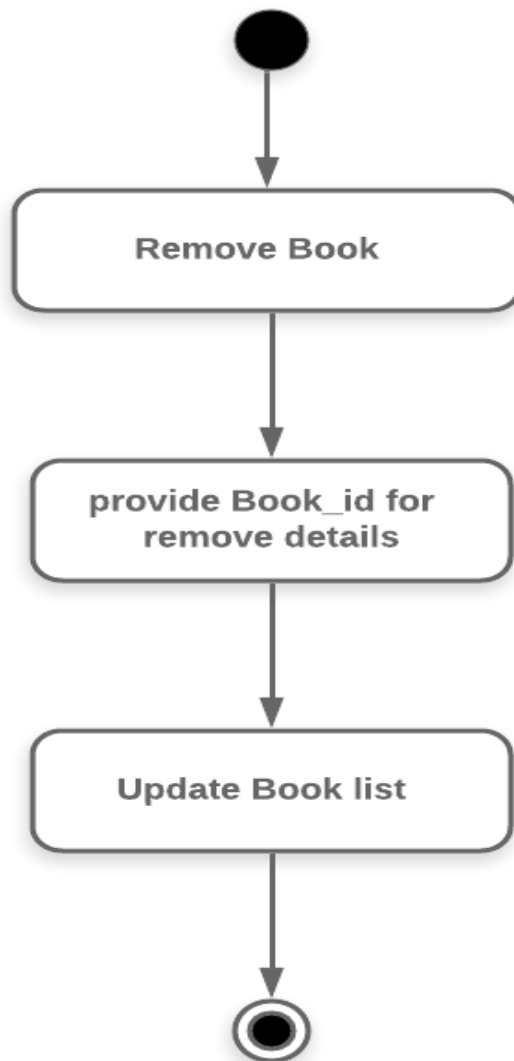 Remove Book
provide Book_id for
remove details
Update Book list